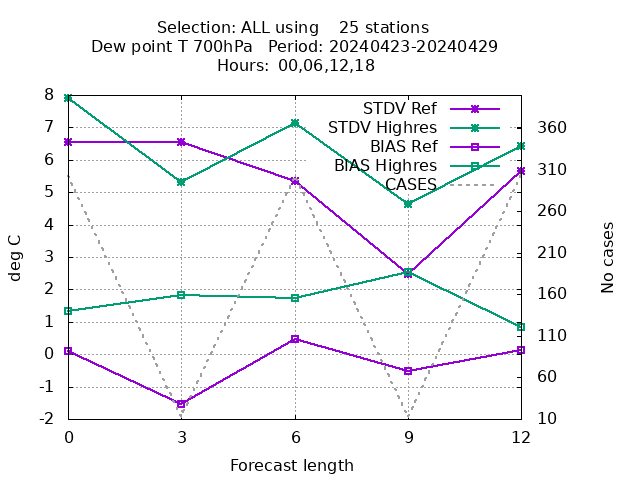 Selection: ALL using    25 stations
Dew point T 700hPa   Period: 20240423-20240429
Hours:  00,06,12,18
STDV Ref
STDV Highres
BIAS Ref
BIAS Highres
CASES
8
7
6
5
4
3
2
1
0
-1
-2
deg C
360
310
260
210
160
110
60
10
No cases
0 3 6 9 12
Forecast length